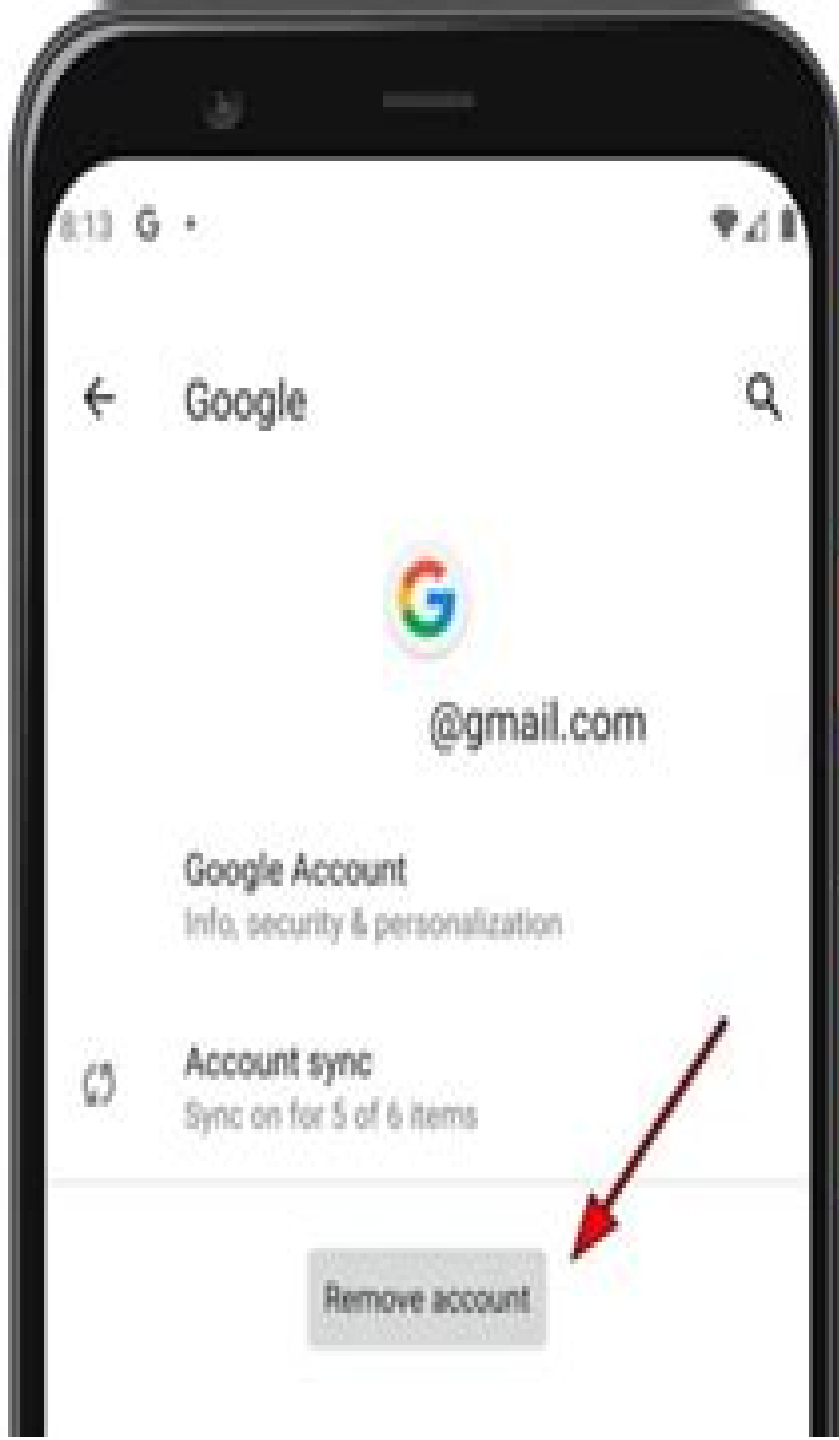 8:13 G
Google
G
@gmail.com
Google Account
Info, security & personalization
Account sync
Sync on for 5 of 6 items
Remove account